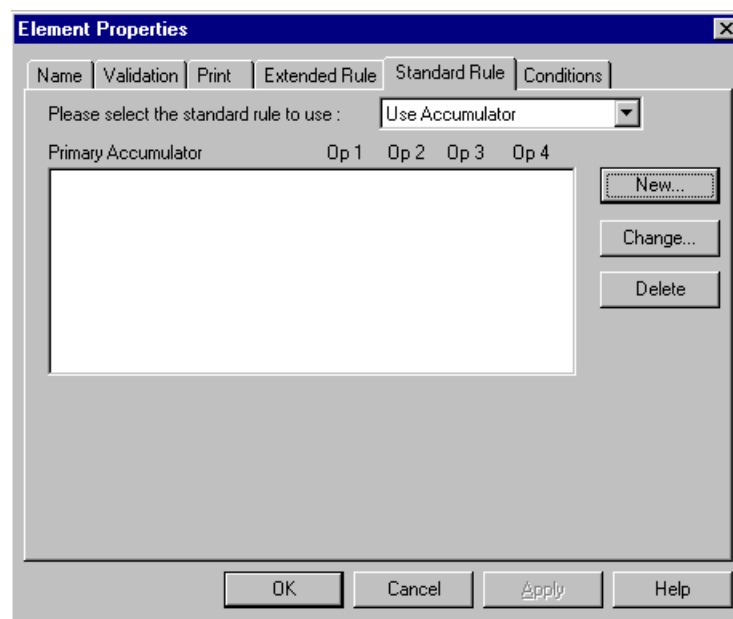 Element Properties
Name Validation Print Extended Rule Standard Rule Conditions
Please select the standard rule to use : Use Accumulator
Primary Accumulator Op 1 Op 2 Op 3 Op 4
New...
Change...
Delete
OK Cancel Apply Help